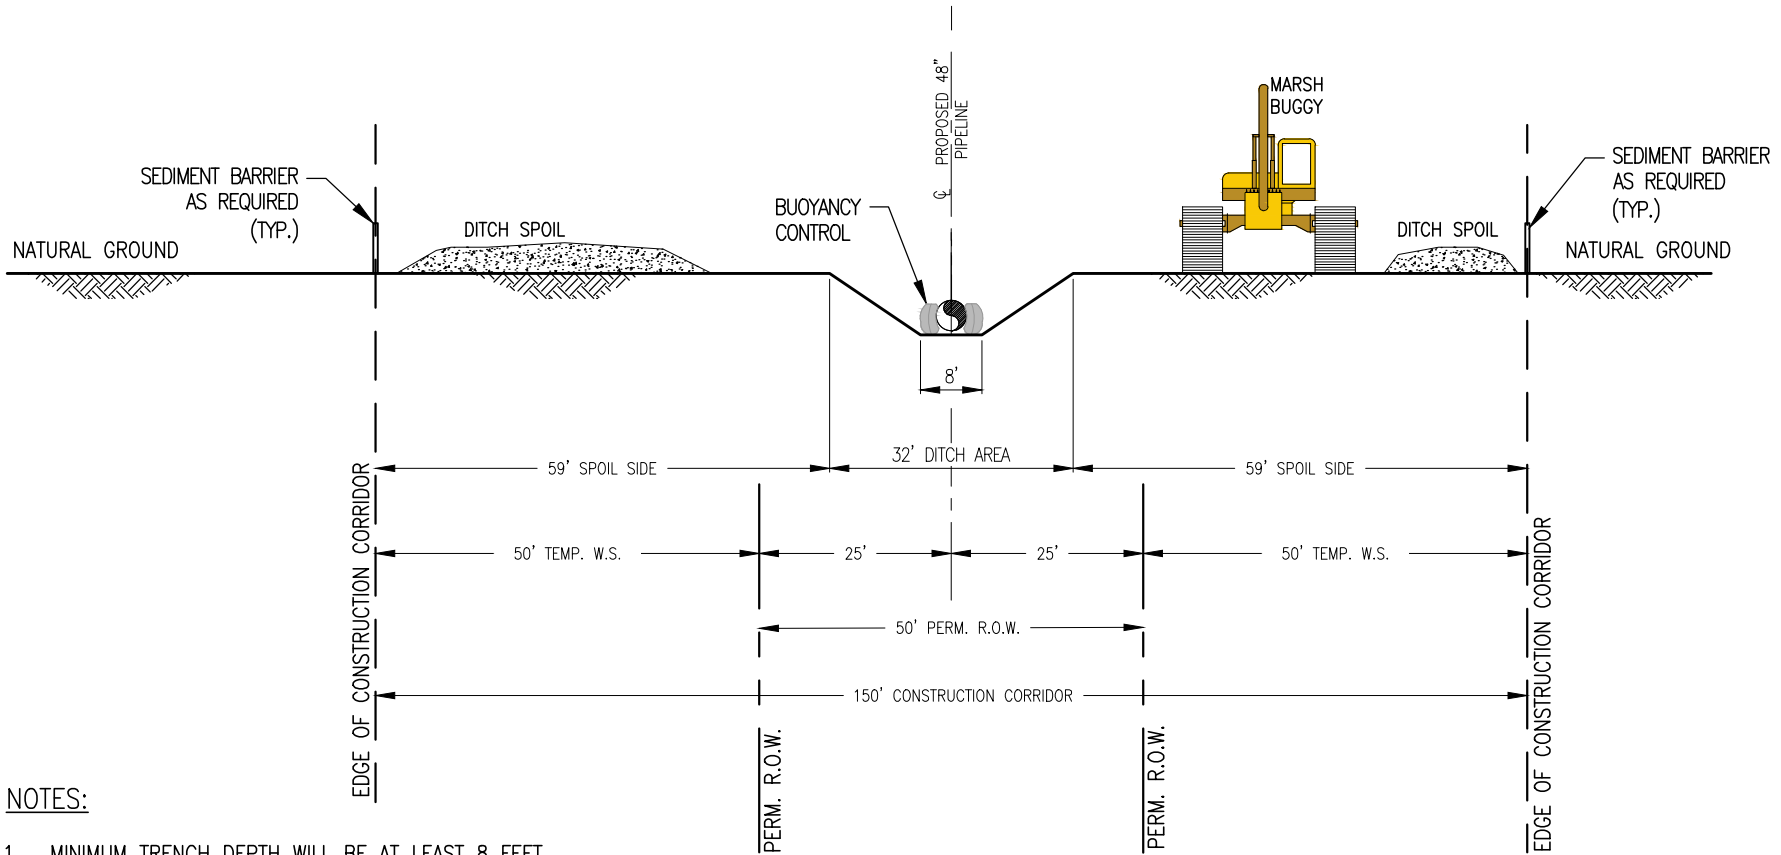 PROPOSED 48"
PIPELINE
MARSH
BUGGY
SEDIMENT BARRIER
AS REQUIRED
(TYP.)
SEDIMENT BARRIER
AS REQUIRED
(TYP.)
BUOYANCY
CONTROL
DITCH SPOIL
DITCH SPOIL
NATURAL GROUND
NATURAL GROUND
8'
32' DITCH AREA
59' SPOIL SIDE
59' SPOIL SIDE
50' TEMP. W.S.
25'
25'
50' TEMP. W.S.
50' PERM. R.O.W.
150' CONSTRUCTION CORRIDOR
EDGE OF CONSTRUCTION CORRIDOR
PERM. R.O.W.
PERM. R.O.W.
EDGE OF CONSTRUCTION CORRIDOR
NOTES:
1. MINIMUM TRENCH DEPTH WILL BE AT LEAST 8 FEET